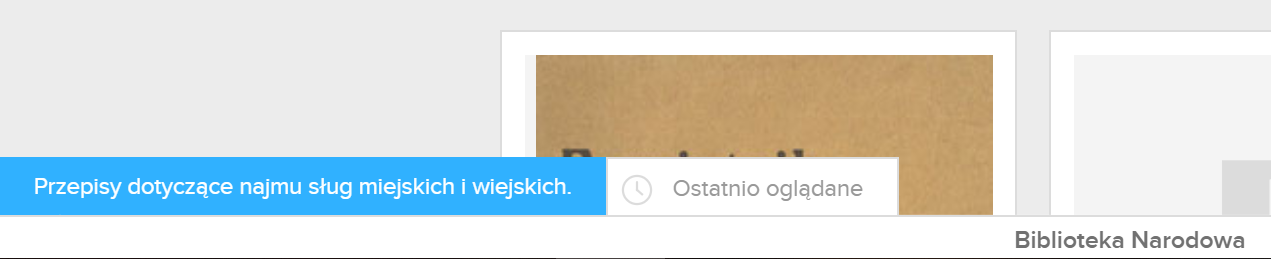 Przepisy dotyczące najmu sług miejskich i wiejskich.
Ostatnio oglądane
Biblioteka Narodowa